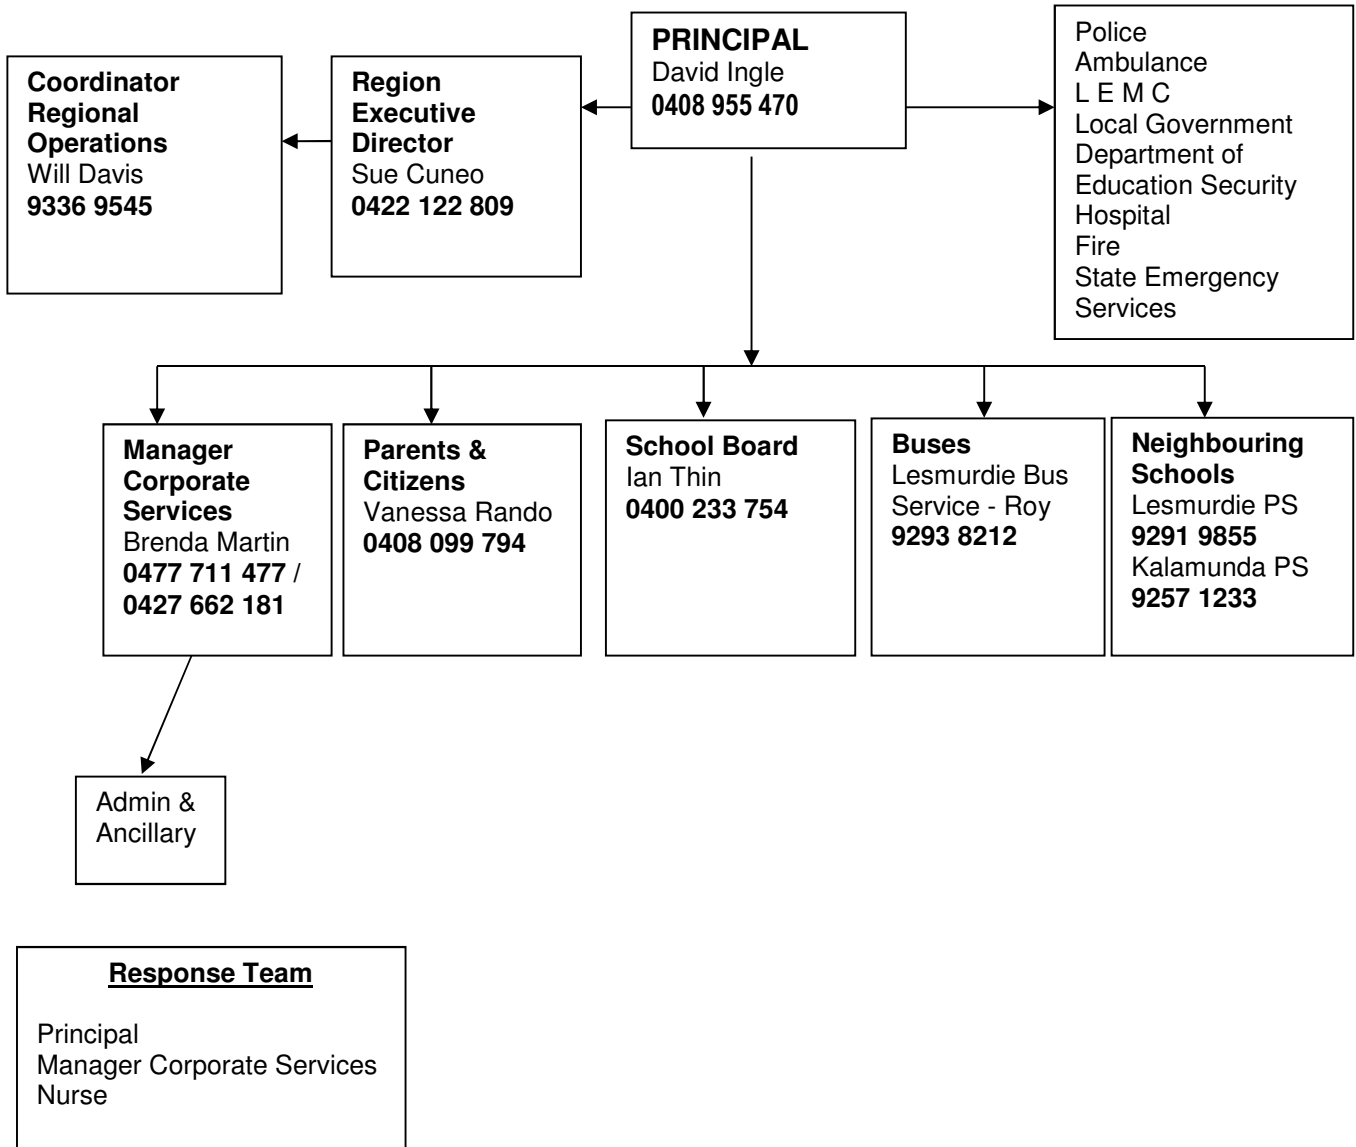 PRINCIPAL
David Ingle
0408 955 470
Coordinator
Regional
Operations
Will Davis
9336 9545
Region
Executive
Director
Sue Cuneo
0422 122 809
Police
Ambulance
L E M C
Local Government
Department of
Education Security
Hospital
Fire
State Emergency
Services
Manager
Corporate
Services
Brenda Martin
0477 711 477 /
0427 662 181
Parents &
Citizens
Vanessa Rando
0408 099 794
School Board
Ian Thin
0400 233 754
Buses
Lesmurdie Bus
Service - Roy
9293 8212
Neighbouring
Schools
Lesmurdie PS
9291 9855
Kalamunda PS
9257 1233
Admin &
Ancillary
Response Team
Principal
Manager Corporate Services
Nurse